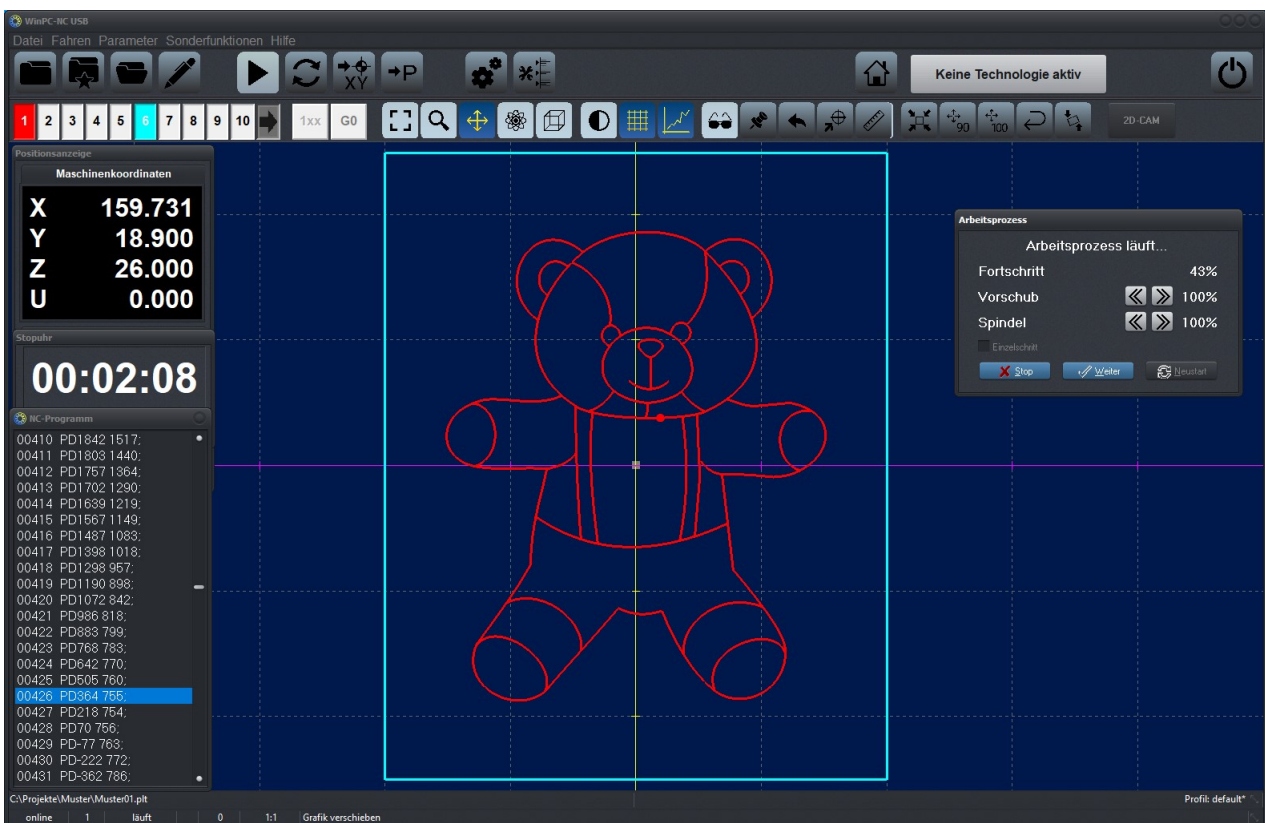 WinPC-NC USB
Datei Fahren Parameter Sonderfunktionen Hilfe
XY
P
Keine Technologie aktiv
1 2 3 4 5 6 7 8 9 10 1xx G0
90
100
2D-CAM
Positionsanzeige
Maschinenkoordinaten
X 159.731
Y 18.900
Z 26.000
U 0.000
Stopuhr
00:02:08
NC-Programm
00410 PD1842 1517;
00411 PD1803 1440;
00412 PD1757 1364;
00413 PD1702 1290;
00414 PD1639 1219;
00415 PD1567 1149;
00416 PD1487 1083;
00417 PD1398 1018;
00418 PD1298 957;
00419 PD1190 898;
00420 PD1072 842;
00421 PD986 818;
00422 PD883 799;
00423 PD768 783;
00424 PD642 770;
00425 PD505 760;
00426 PD364 755;
00427 PD218 754;
00428 PD70 756;
00429 PD-77 763;
00430 PD-222 772;
00431 PD-362 786;
Arbeitsprozess
Arbeitsprozess läuft...
Fortschritt 43%
Vorschub 100%
Spindel 100%
Einzelschritt
Stop Weiter Neustart
C:\Projekte\Muster\Muster01.plt Profil: default*
online 1 läuft 0 1:1 Grafik verschieben